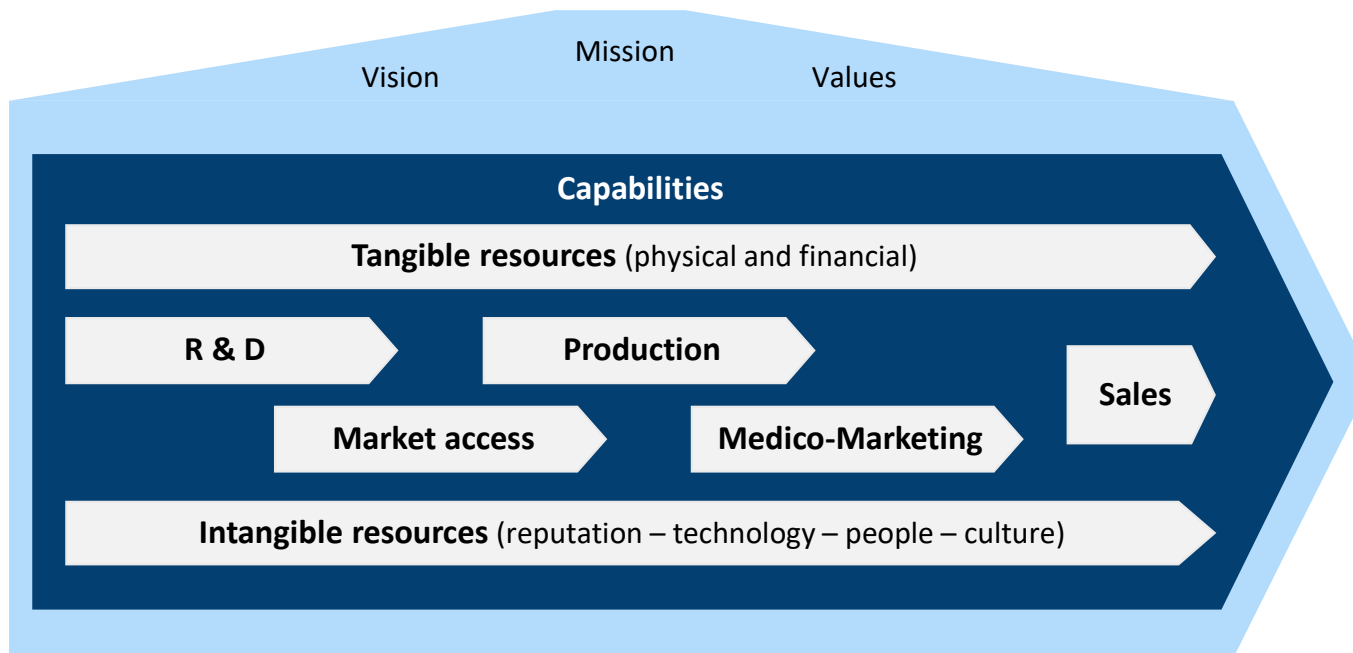 Mission
Vision
Values
Capabilities
Tangible resources (physical and financial)
R & D
Production
Sales
Market access
Medico-Marketing
Intangible resources (reputation – technology – people – culture)